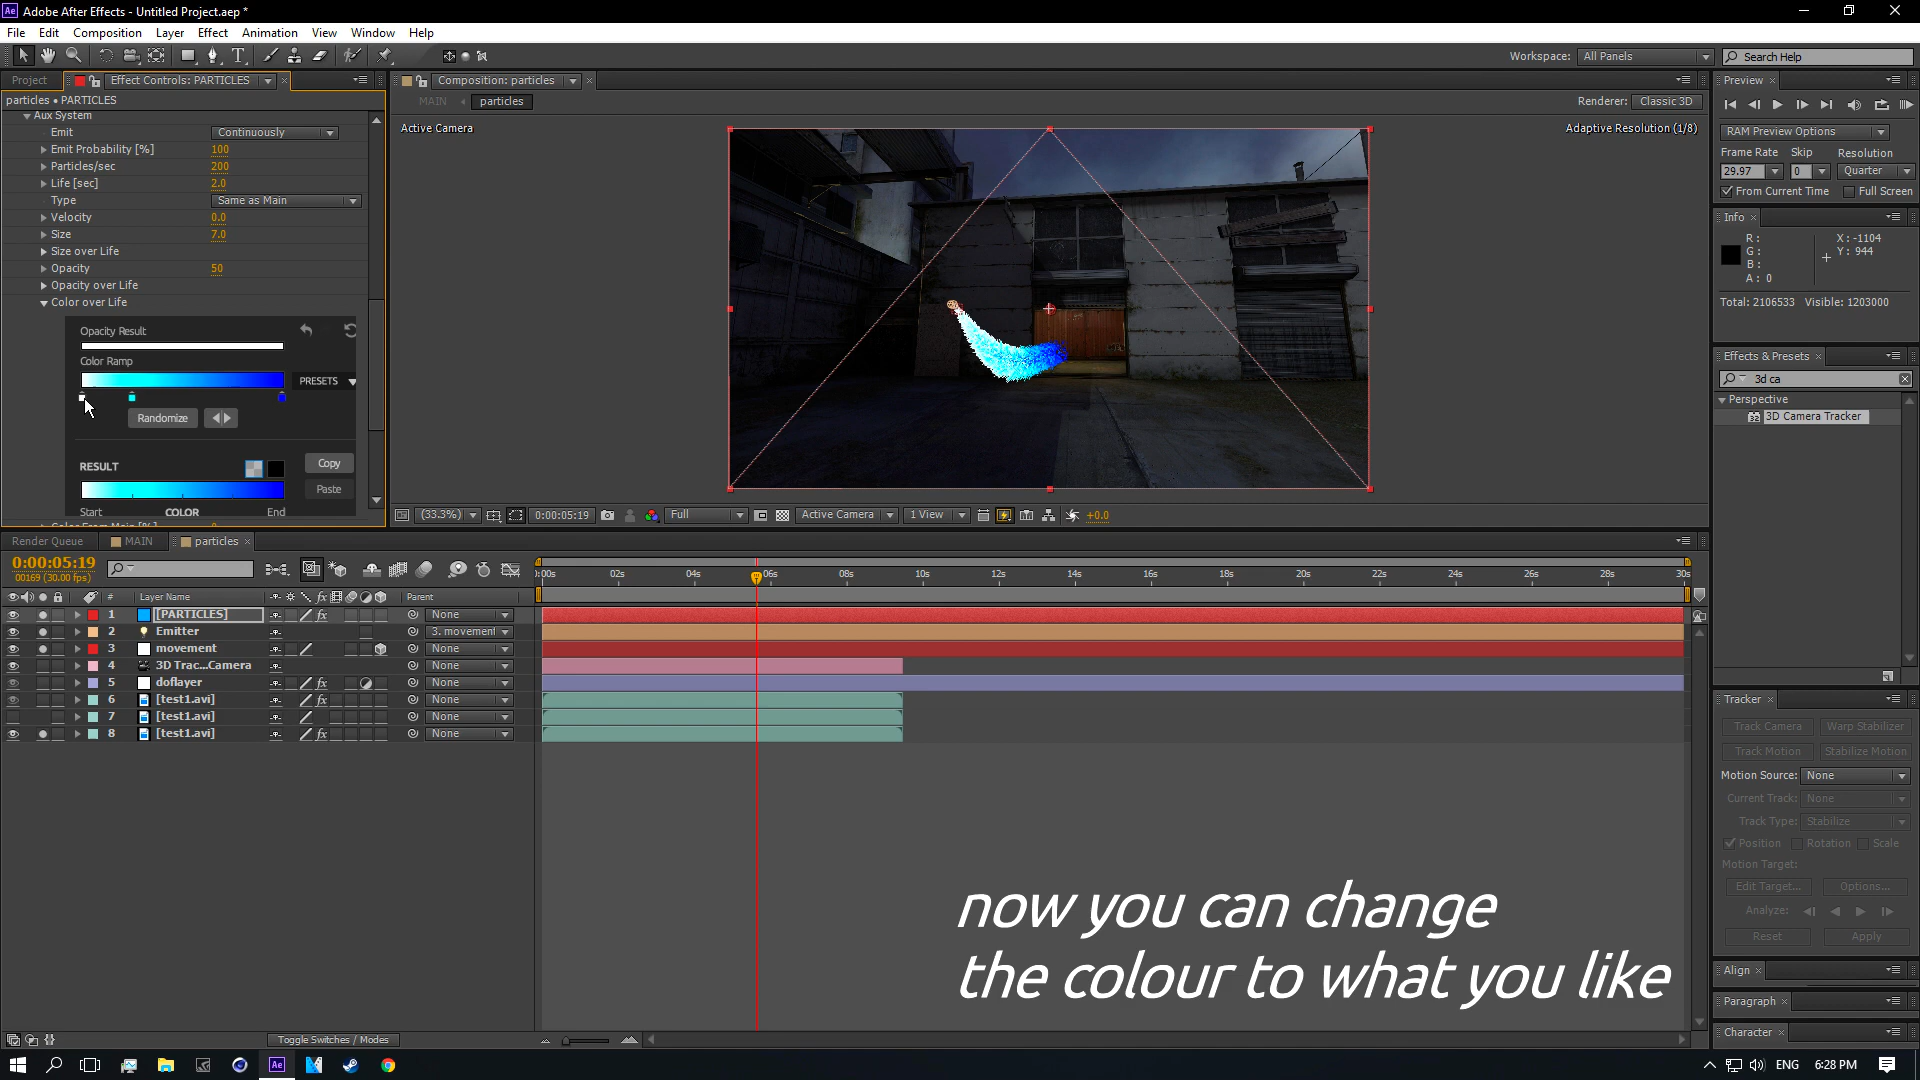 Adobe After Effects - Untitled Project.aep *
File Edit Composition Layer Effect Animation View Window Help
Workspace: All Panels Search Help
Project Effect Controls: PARTICLES
particles • PARTICLES
Aux System
Emit Continuously
Emit Probability [%] 100
Particles/sec 200
Life [sec] 2.0
Type Same as Main
Velocity 0.0
Size 7.0
Size over Life
Opacity 50
Opacity over Life
Color over Life
Opacity Result
Color Ramp
PRESETS
Randomize
RESULT
Copy
Paste
Start COLOR End
Color From Main [%]
Composition: particles
MAIN particles
Renderer: Classic 3D
Active Camera Adaptive Resolution (1/8)
(33.3%) 0:00:05:19 Full Active Camera 1 View +0.0
Preview
RAM Preview Options
Frame Rate Skip Resolution
29.97 0 Quarter
From Current Time Full Screen
Info
R: X: -1104
G: Y: 944
B:
A: 0
Total: 2106533 Visible: 1203000
Effects & Presets
3d ca
Perspective
3D Camera Tracker
Render Queue MAIN particles
0:00:05:19
00169 (30.00 fps)
:00s 02s 04s 06s 08s 10s 12s 14s 16s 18s 20s 22s 24s 26s 28s 30s
# Layer Name Parent
1 [PARTICLES] None
2 Emitter 3. movement
3 movement None
4 3D Trac...Camera None
5 doflayer None
6 [test1.avi] None
7 [test1.avi] None
8 [test1.avi] None
Toggle Switches / Modes
Tracker
Track Camera Warp Stabilizer
Track Motion Stabilize Motion
Motion Source: None
Current Track: None
Track Type: Stabilize
Position Rotation Scale
Motion Target:
Edit Target... Options...
Analyze:
Reset Apply
Align
Paragraph
Character
now you can change
the colour to what you like
Ae
ENG 6:28 PM